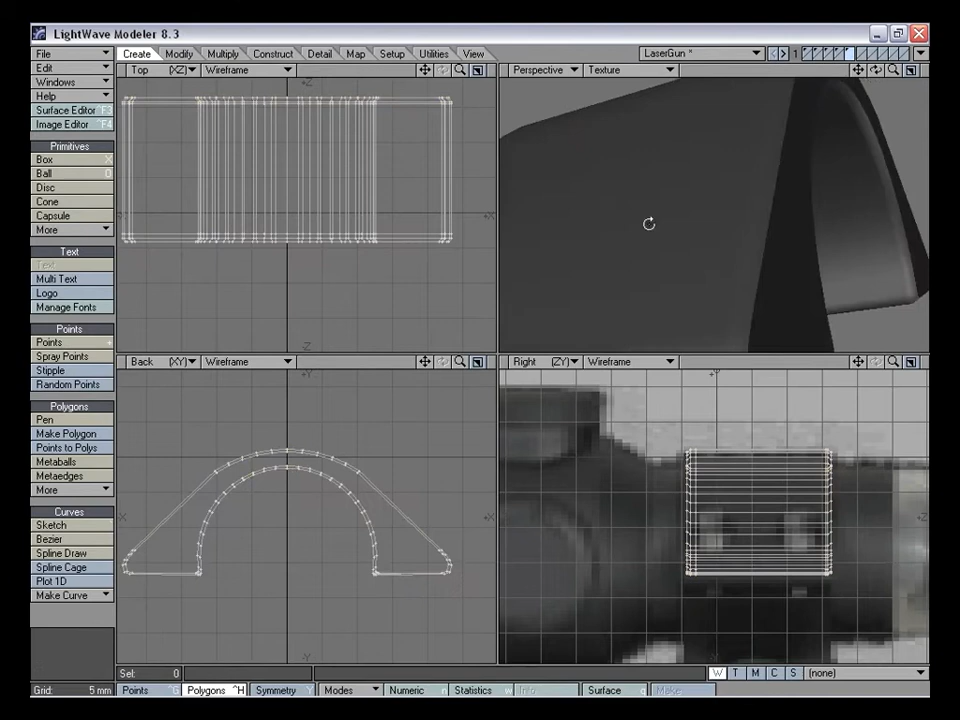 LightWave Modeler 8.3
File Create Modify Multiply Construct Detail Map Setup Utilities View LaserGun * 1
Edit Top (XZ) Wireframe Perspective Texture
Windows
Help
Surface Editor F3
Image Editor F4
Primitives
Box X
Ball O
Disc
Cone
Capsule
More
Text
Text
Multi Text
Logo
Manage Fonts
Points
Points +
Spray Points
Stipple
Random Points
Back (XY) Wireframe Right (ZY) Wireframe
Polygons
Pen
Make Polygon
Points to Polys
Metaballs
Metaedges
More
Curves
Sketch
Bezier
Spline Draw
Spline Cage
Plot 1D
Make Curve
Sel: 0 W T M C S (none)
Grid: 5 mm Points ^G Polygons ^H Symmetry Y Modes Numeric n Statistics w Info Surface q Make